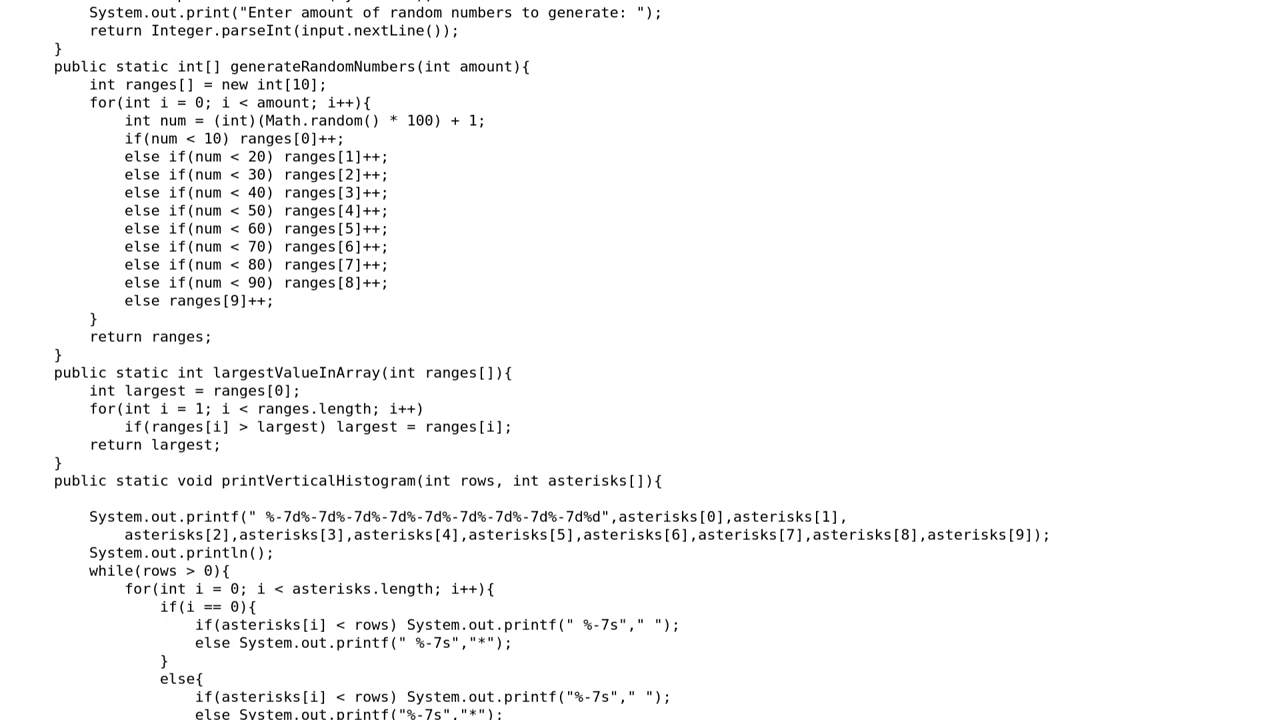 System.out.print("Enter amount of random numbers to generate: ");
return Integer.parseInt(input.nextLine());
}
public static int[] generateRandomNumbers(int amount){
int ranges[] = new int[10];
for(int i = 0; i < amount; i++){
int num = (int)(Math.random() * 100) + 1;
if(num < 10) ranges[0]++;
else if(num < 20) ranges[1]++;
else if(num < 30) ranges[2]++;
else if(num < 40) ranges[3]++;
else if(num < 50) ranges[4]++;
else if(num < 60) ranges[5]++;
else if(num < 70) ranges[6]++;
else if(num < 80) ranges[7]++;
else if(num < 90) ranges[8]++;
else ranges[9]++;
}
return ranges;
}
public static int largestValueInArray(int ranges[]){
int largest = ranges[0];
for(int i = 1; i < ranges.length; i++)
if(ranges[i] > largest) largest = ranges[i];
return largest;
}
public static void printVerticalHistogram(int rows, int asterisks[]){
System.out.printf(" %-7d%-7d%-7d%-7d%-7d%-7d%-7d%-7d%-7d%d",asterisks[0],asterisks[1],
asterisks[2],asterisks[3],asterisks[4],asterisks[5],asterisks[6],asterisks[7],asterisks[8],asterisks[9]);
System.out.println();
while(rows > 0){
for(int i = 0; i < asterisks.length; i++){
if(i == 0){
if(asterisks[i] < rows) System.out.printf(" %-7s"," ");
else System.out.printf(" %-7s","*");
}
else{
if(asterisks[i] < rows) System.out.printf("%-7s"," ");
else System.out.printf("%-7s","*");